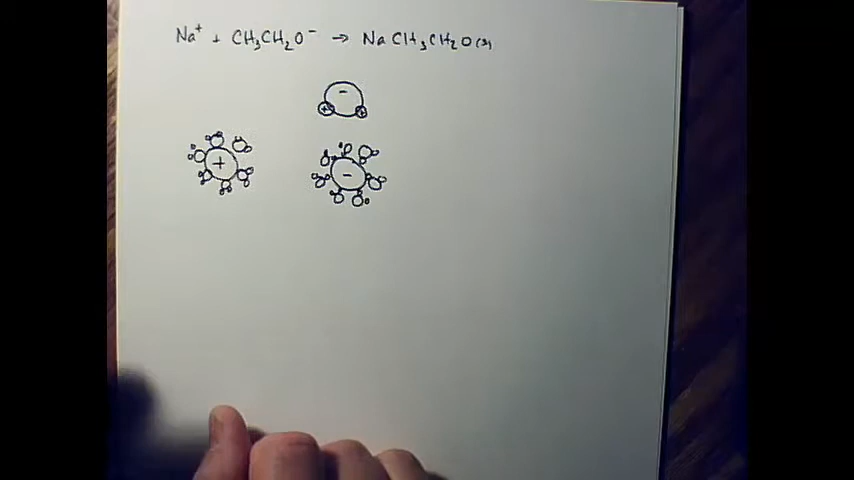 Na⁺ + CH₃CH₂O⁻ → NaCH₃CH₂O(s)
-
+ +
+
-